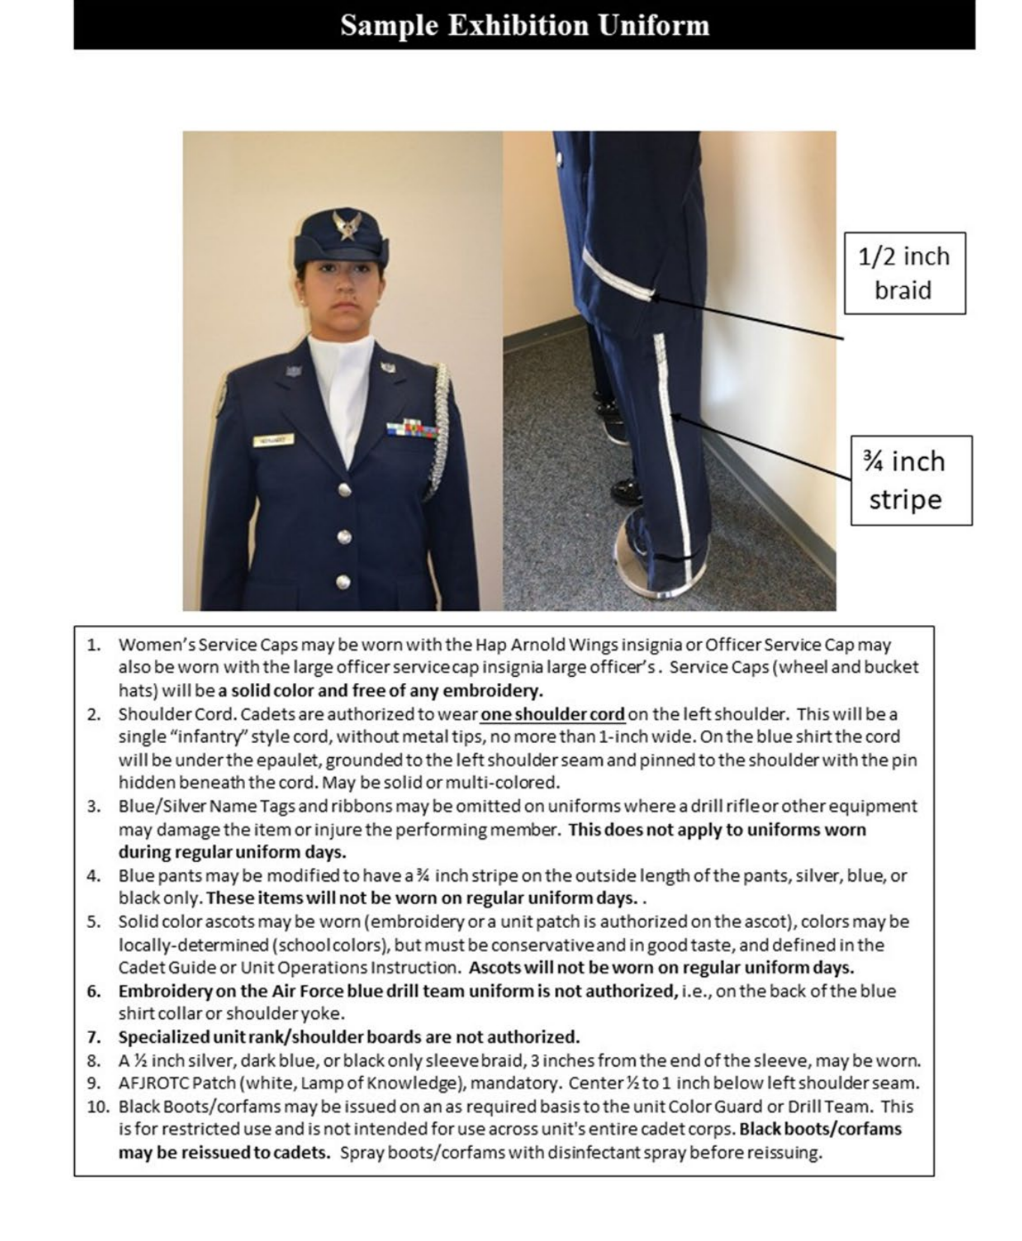 Sample Exhibition Uniform
1/2 inch
braid
¾ inch
stripe
1. Women's Service Caps may be worn with the Hap Arnold Wings insignia or Officer Service Cap may
also be worn with the large officer service cap insignia large officer's. Service Caps (wheel and bucket
hats) will be a solid color and free of any embroidery.
2. Shoulder Cord. Cadets are authorized to wear one shoulder cord on the left shoulder. This will be a
single "infantry" style cord, without metal tips, no more than 1-inch wide. On the blue shirt the cord
will be under the epaulet, grounded to the left shoulder seam and pinned to the shoulder with the pin
hidden beneath the cord. May be solid or multi-colored.
3. Blue/Silver Name Tags and ribbons may be omitted on uniforms where a drill rifle or other equipment
may damage the item or injure the performing member. This does not apply to uniforms worn
during regular uniform days.
4. Blue pants may be modified to have a ¾ inch stripe on the outside length of the pants, silver, blue, or
black only. These items will not be worn on regular uniform days. .
5. Solid color ascots may be worn (embroidery or a unit patch is authorized on the ascot), colors may be
locally-determined (school colors), but must be conservative and in good taste, and defined in the
Cadet Guide or Unit Operations Instruction. Ascots will not be worn on regular uniform days.
6. Embroidery on the Air Force blue drill team uniform is not authorized, i.e., on the back of the blue
shirt collar or shoulder yoke.
7. Specialized unit rank/shoulder boards are not authorized.
8. A ½ inch silver, dark blue, or black only sleeve braid, 3 inches from the end of the sleeve, may be worn.
9. AFJROTC Patch (white, Lamp of Knowledge), mandatory. Center ½ to 1 inch below left shoulder seam.
10. Black Boots/corfams may be issued on an as required basis to the unit Color Guard or Drill Team. This
is for restricted use and is not intended for use across unit's entire cadet corps. Black boots/corfams
may be reissued to cadets. Spray boots/corfams with disinfectant spray before reissuing.